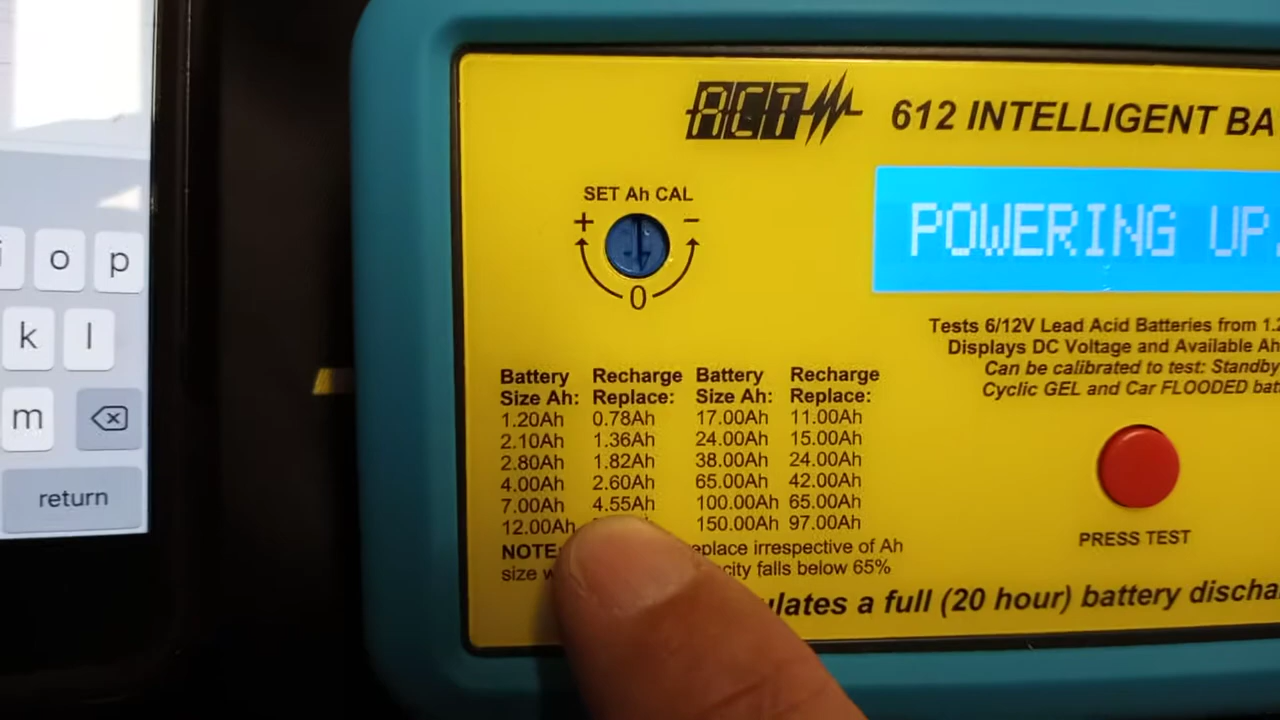 o p
k l
m
return
ACT
612 INTELLIGENT BA
SET Ah CAL
+ −
0
POWERING UP.
Tests 6/12V Lead Acid Batteries from 1.2
Displays DC Voltage and Available Ah
Can be calibrated to test: Standby
Cyclic GEL and Car FLOODED bat
Battery Recharge Battery Recharge
Size Ah: Replace: Size Ah: Replace:
1.20Ah 0.78Ah 17.00Ah 11.00Ah
2.10Ah 1.36Ah 24.00Ah 15.00Ah
2.80Ah 1.82Ah 38.00Ah 24.00Ah
4.00Ah 2.60Ah 65.00Ah 42.00Ah
7.00Ah 4.55Ah 100.00Ah 65.00Ah
12.00Ah 150.00Ah 97.00Ah
NOTE: eplace irrespective of Ah
size w city falls below 65%
ulates a full (20 hour) battery discha
PRESS TEST